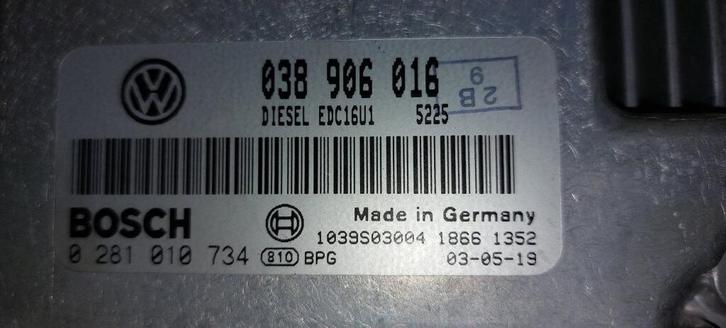 VW
038 906 016
2B
9
DIESEL EDC16U1 5225
BOSCH
Made in Germany
1039S03004 1866 1352
0 281 010 734 810 BPG 03-05-19